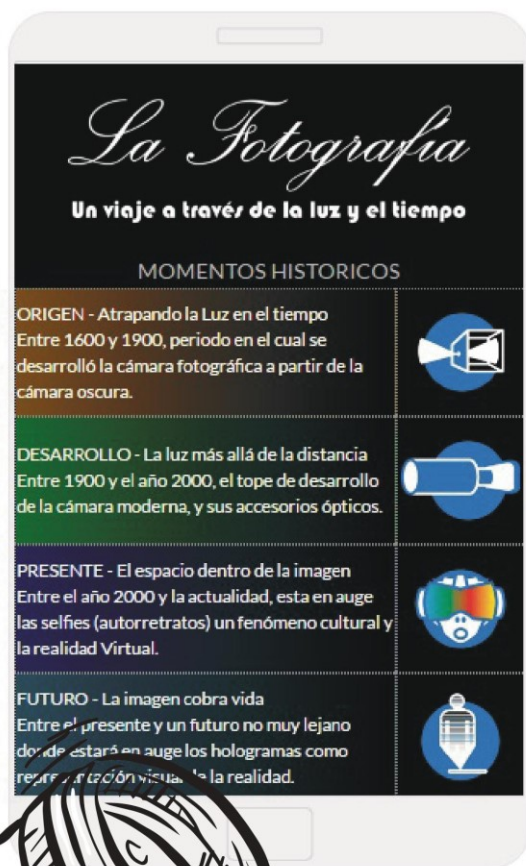 La Fotografía
Un viaje a través de la luz y el tiempo
MOMENTOS HISTORICOS
ORIGEN - Atrapando la Luz en el tiempo
Entre 1600 y 1900, periodo en el cual se
desarrolló la cámara fotográfica a partir de la
cámara oscura.
DESARROLLO - La luz más allá de la distancia
Entre 1900 y el año 2000, el tope de desarrollo
de la cámara moderna, y sus accesorios ópticos.
PRESENTE - El espacio dentro de la imagen
Entre el año 2000 y la actualidad, esta en auge
las selfies (autorretratos) un fenómeno cultural y
la realidad Virtual.
FUTURO - La imagen cobra vida
Entre el presente y un futuro no muy lejano
donde estará en auge los hologramas como
representación visual de la realidad.